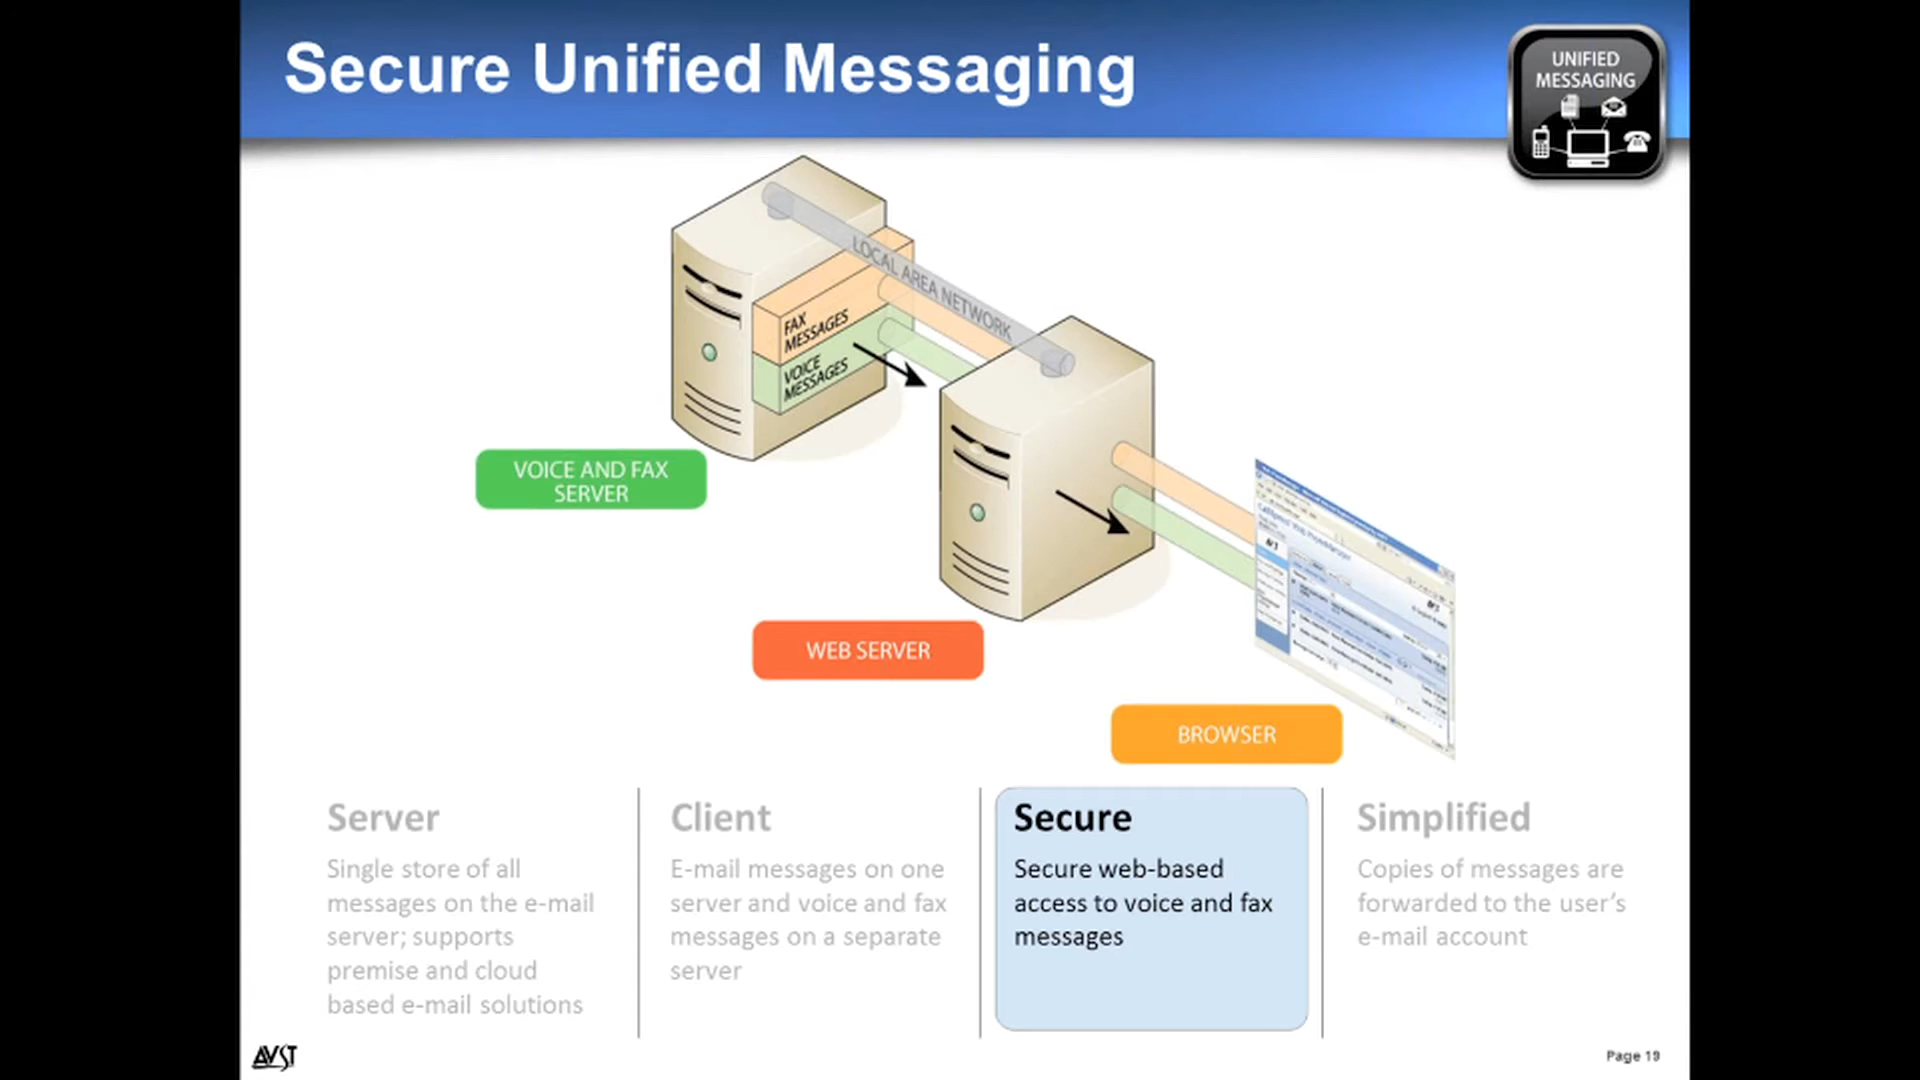 Secure Unified Messaging
UNIFIED
MESSAGING
LOCAL AREA NETWORK
FAX
MESSAGES
VOICE
MESSAGES
VOICE AND FAX
SERVER
WEB SERVER
BROWSER
Server
Single store of all
messages on the e-mail
server; supports
premise and cloud
based e-mail solutions
Client
E-mail messages on one
server and voice and fax
messages on a separate
server
Secure
Secure web-based
access to voice and fax
messages
Simplified
Copies of messages are
forwarded to the user's
e-mail account
AVST
Page 19